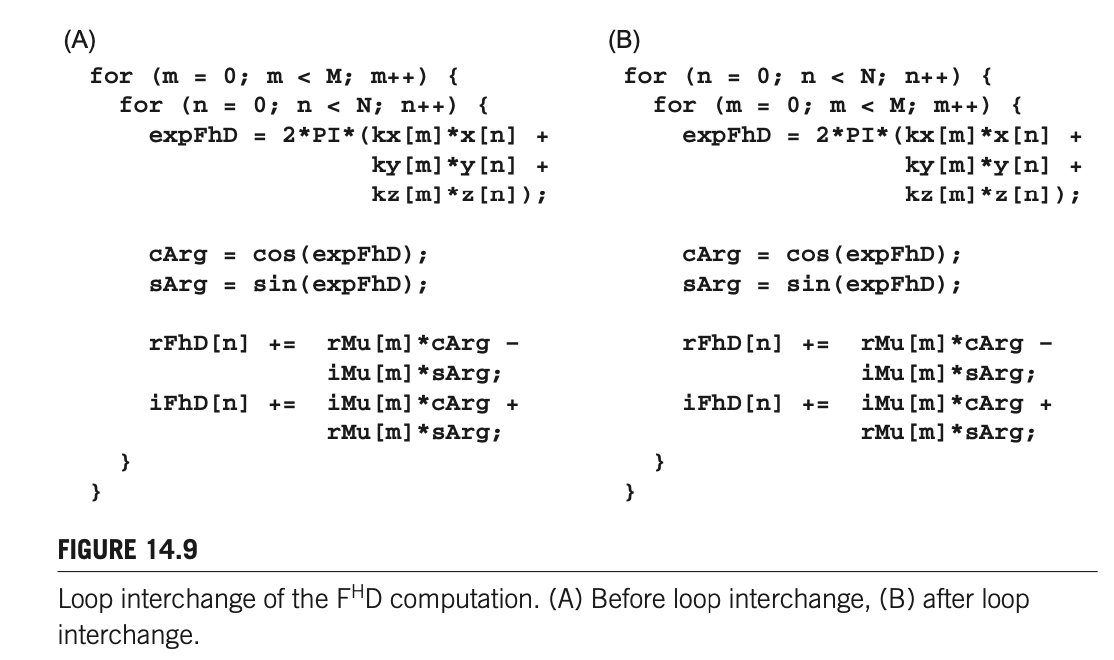 (A)
for (m = 0; m < M; m++) {
for (n = 0; n < N; n++) {
expFhD = 2*PI*(kx[m]*x[n] +
ky[m]*y[n] +
kz[m]*z[n]);
cArg = cos(expFhD);
sArg = sin(expFhD);
rFhD[n] += rMu[m]*cArg –
iMu[m]*sArg;
iFhD[n] += iMu[m]*cArg +
rMu[m]*sArg;
}
}
(B)
for (n = 0; n < N; n++) {
for (m = 0; m < M; m++) {
expFhD = 2*PI*(kx[m]*x[n] +
ky[m]*y[n] +
kz[m]*z[n]);
cArg = cos(expFhD);
sArg = sin(expFhD);
rFhD[n] += rMu[m]*cArg –
iMu[m]*sArg;
iFhD[n] += iMu[m]*cArg +
rMu[m]*sArg;
}
}
FIGURE 14.9
Loop interchange of the FᴴD computation. (A) Before loop interchange, (B) after loop
interchange.